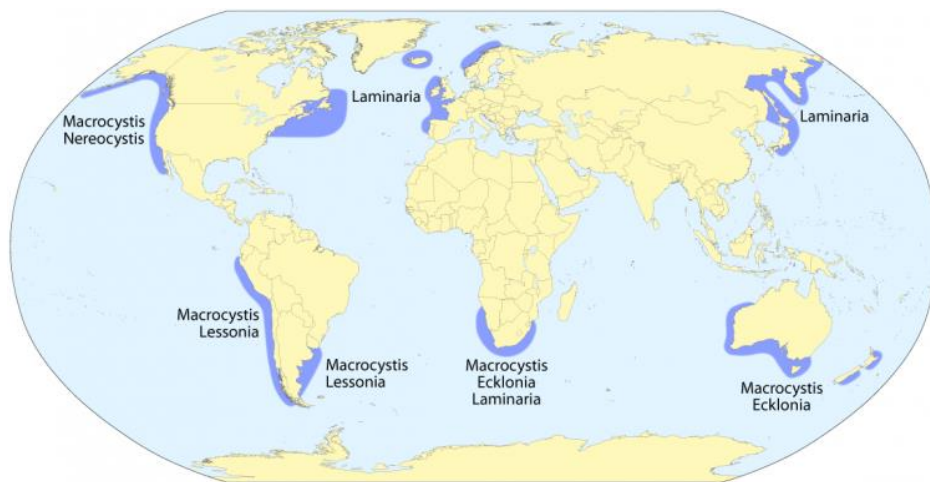 Laminaria
Macrocystis
Nereocystis
Laminaria
Macrocystis
Lessonia
Macrocystis
Lessonia
Macrocystis
Ecklonia
Laminaria
Macrocystis
Ecklonia